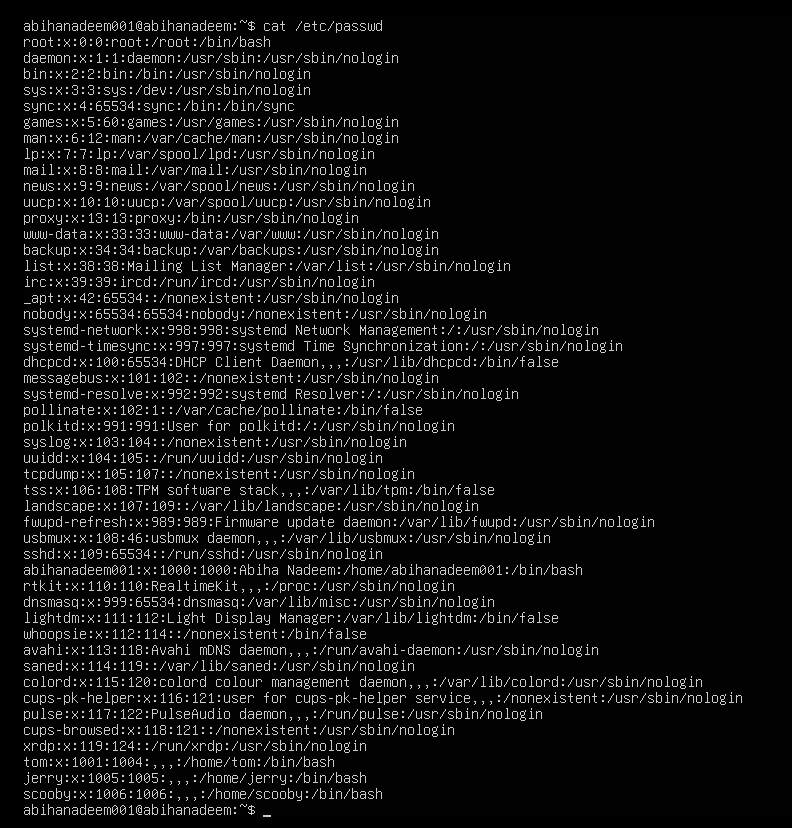 abihanadeem001@abihanadeem:~$ cat /etc/passwd
root:x:0:0:root:/root:/bin/bash
daemon:x:1:1:daemon:/usr/sbin:/usr/sbin/nologin
bin:x:2:2:bin:/bin:/usr/sbin/nologin
sys:x:3:3:sys:/dev:/usr/sbin/nologin
sync:x:4:65534:sync:/bin:/bin/sync
games:x:5:60:games:/usr/games:/usr/sbin/nologin
man:x:6:12:man:/var/cache/man:/usr/sbin/nologin
lp:x:7:7:lp:/var/spool/lpd:/usr/sbin/nologin
mail:x:8:8:mail:/var/mail:/usr/sbin/nologin
news:x:9:9:news:/var/spool/news:/usr/sbin/nologin
uucp:x:10:10:uucp:/var/spool/uucp:/usr/sbin/nologin
proxy:x:13:13:proxy:/bin:/usr/sbin/nologin
www-data:x:33:33:www-data:/var/www:/usr/sbin/nologin
backup:x:34:34:backup:/var/backups:/usr/sbin/nologin
list:x:38:38:Mailing List Manager:/var/list:/usr/sbin/nologin
irc:x:39:39:ircd:/run/ircd:/usr/sbin/nologin
_apt:x:42:65534::/nonexistent:/usr/sbin/nologin
nobody:x:65534:65534:nobody:/nonexistent:/usr/sbin/nologin
systemd-network:x:998:998:systemd Network Management:/:/usr/sbin/nologin
systemd-timesync:x:997:997:systemd Time Synchronization:/:/usr/sbin/nologin
dhcpcd:x:100:65534:DHCP Client Daemon,,,:/usr/lib/dhcpcd:/bin/false
messagebus:x:101:102::/nonexistent:/usr/sbin/nologin
systemd-resolve:x:992:992:systemd Resolver:/:/usr/sbin/nologin
pollinate:x:102:1::/var/cache/pollinate:/bin/false
polkitd:x:991:991:User for polkitd:/:/usr/sbin/nologin
syslog:x:103:104::/nonexistent:/usr/sbin/nologin
uuidd:x:104:105::/run/uuidd:/usr/sbin/nologin
tcpdump:x:105:107::/nonexistent:/usr/sbin/nologin
tss:x:106:108:TPM software stack,,,:/var/lib/tpm:/bin/false
landscape:x:107:109::/var/lib/landscape:/usr/sbin/nologin
fwupd-refresh:x:989:989:Firmware update daemon:/var/lib/fwupd:/usr/sbin/nologin
usbmux:x:108:46:usbmux daemon,,,:/var/lib/usbmux:/usr/sbin/nologin
sshd:x:109:65534::/run/sshd:/usr/sbin/nologin
abihanadeem001:x:1000:1000:Abiha Nadeem:/home/abihanadeem001:/bin/bash
rtkit:x:110:110:RealtimeKit,,,:/proc:/usr/sbin/nologin
dnsmasq:x:999:65534:dnsmasq:/var/lib/misc:/usr/sbin/nologin
lightdm:x:111:112:Light Display Manager:/var/lib/lightdm:/bin/false
whoopsie:x:112:114::/nonexistent:/bin/false
avahi:x:113:118:Avahi mDNS daemon,,,:/run/avahi-daemon:/usr/sbin/nologin
saned:x:114:119::/var/lib/saned:/usr/sbin/nologin
colord:x:115:120:colord colour management daemon,,,:/var/lib/colord:/usr/sbin/nologin
cups-pk-helper:x:116:121:user for cups-pk-helper service,,,:/nonexistent:/usr/sbin/nologin
pulse:x:117:122:PulseAudio daemon,,,:/run/pulse:/usr/sbin/nologin
cups-browsed:x:118:121::/nonexistent:/usr/sbin/nologin
xrdp:x:119:124::/run/xrdp:/usr/sbin/nologin
tom:x:1001:1004:,,,:/home/tom:/bin/bash
jerry:x:1005:1005:,,,:/home/jerry:/bin/bash
scooby:x:1006:1006:,,,:/home/scooby:/bin/bash
abihanadeem001@abihanadeem:~$ _